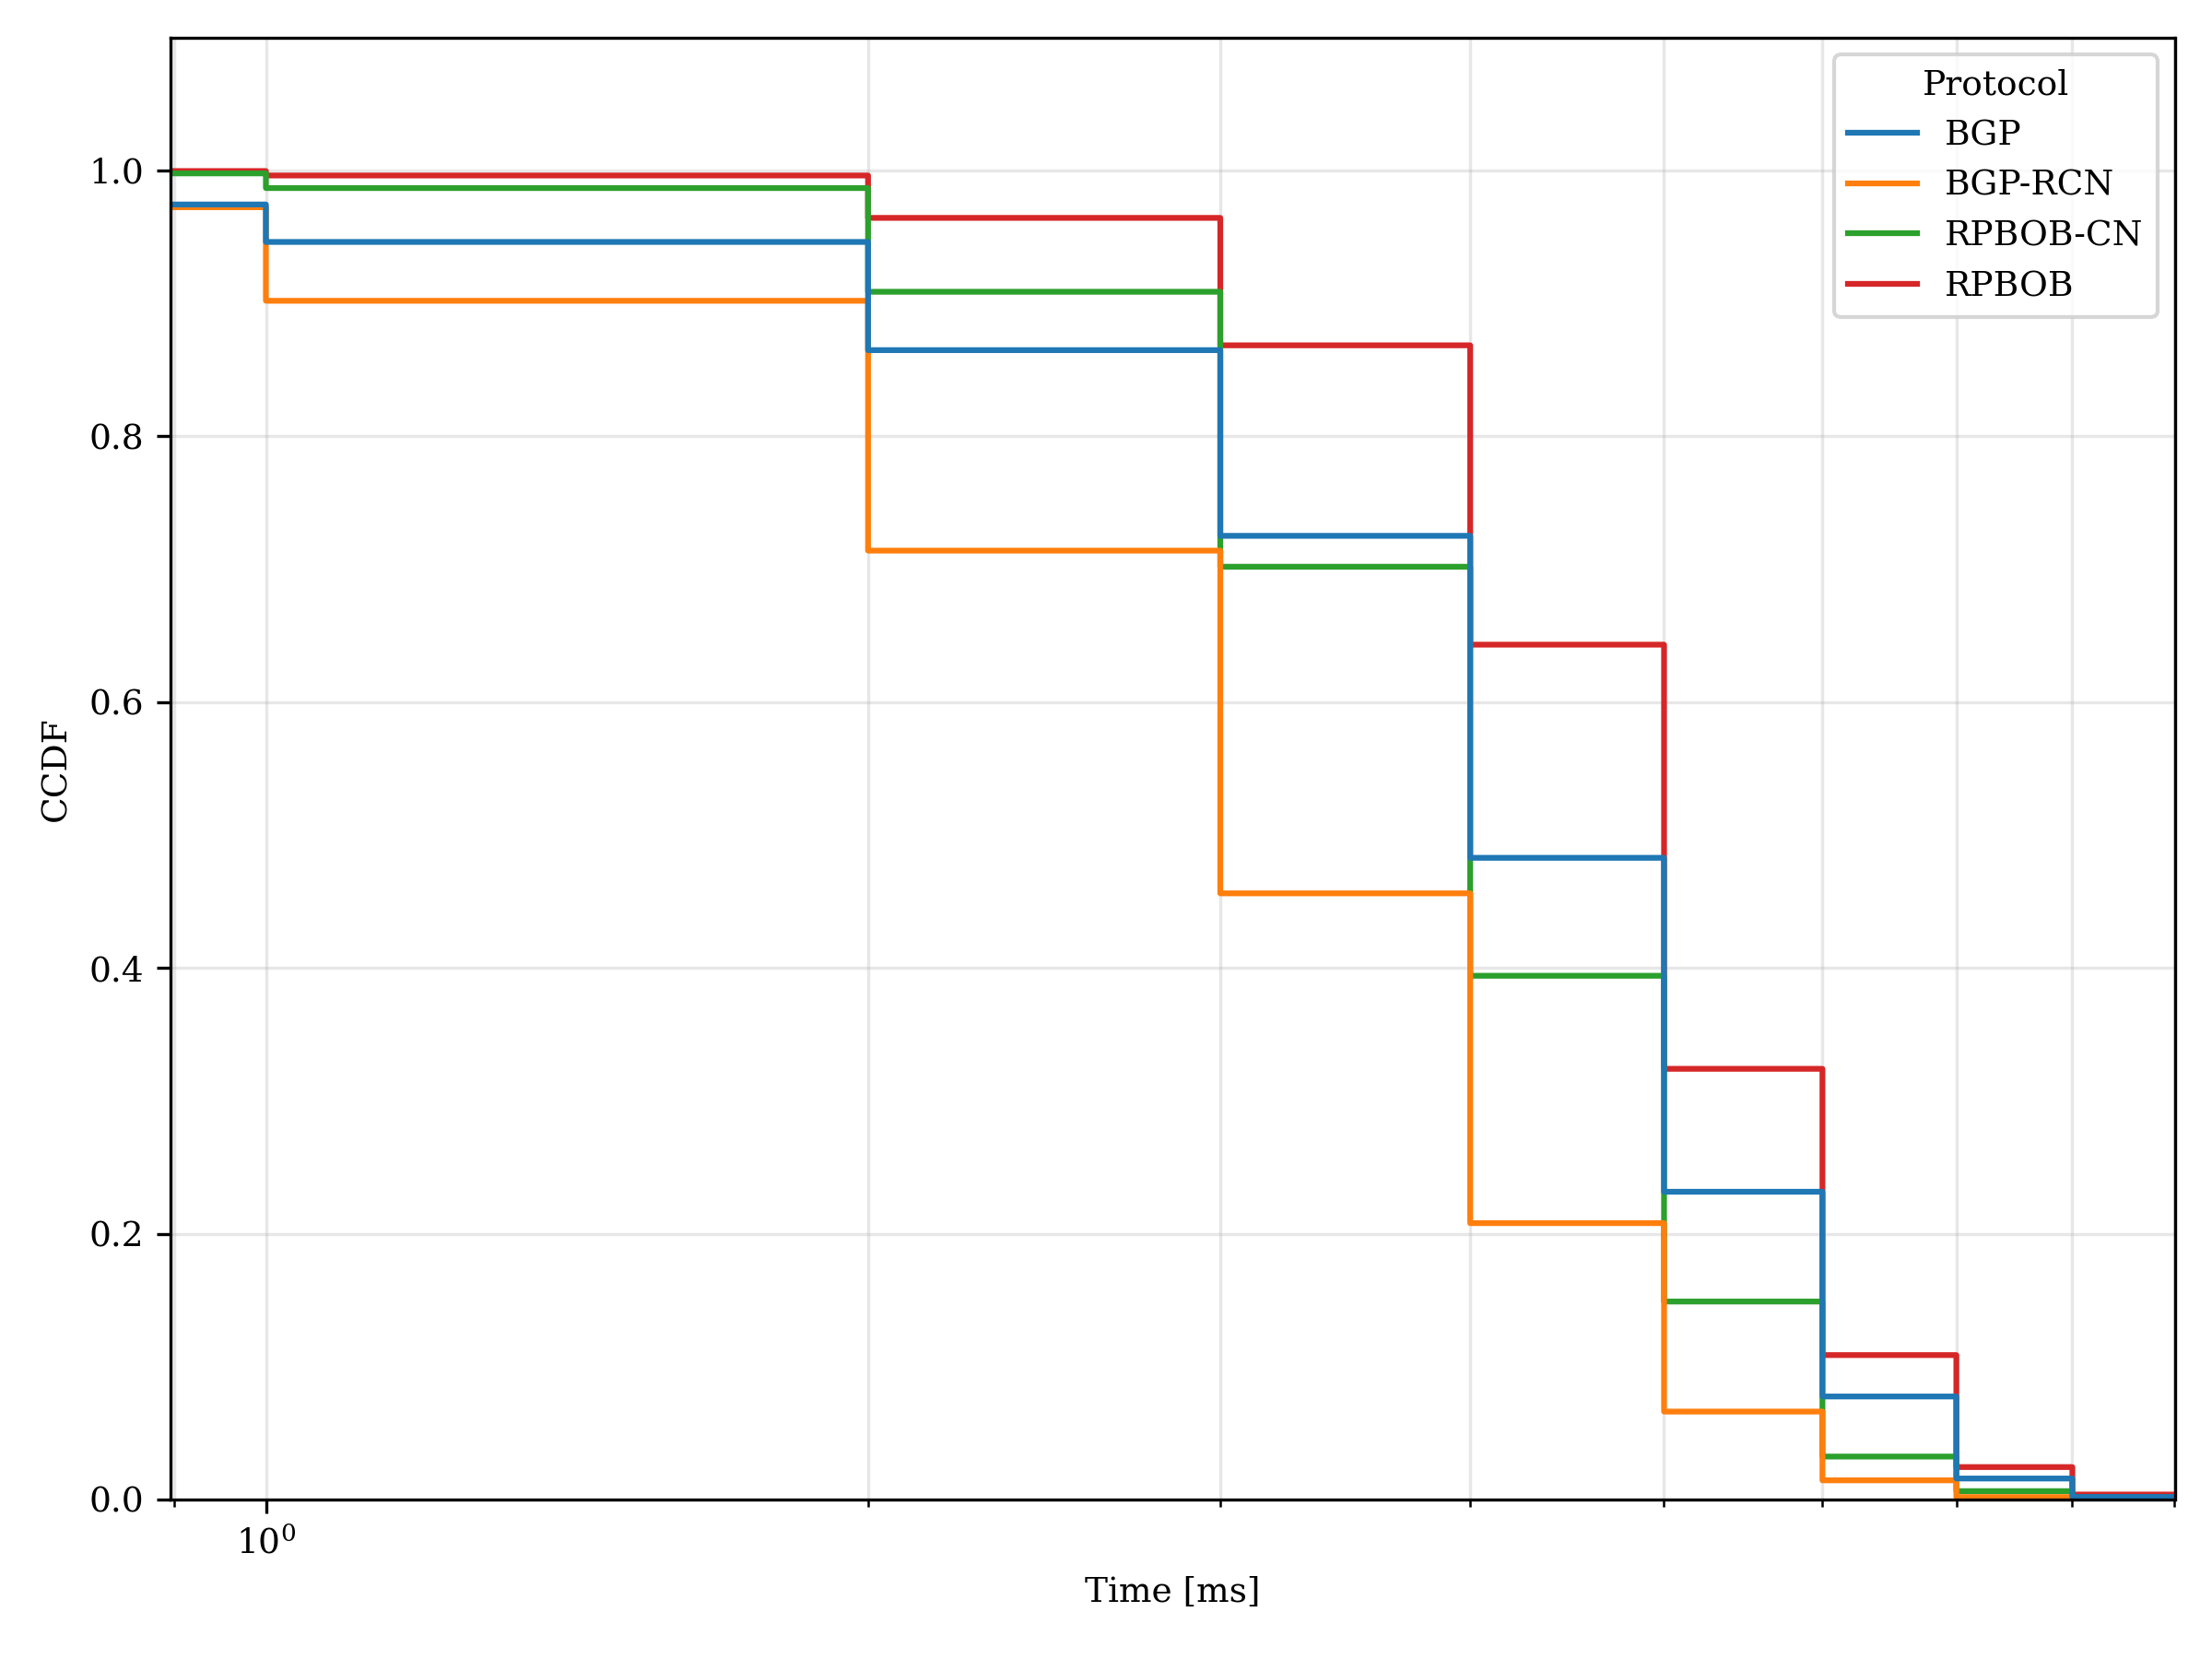 Protocol
BGP
BGP-RCN
RPBOB-CN
RPBOB
1.0
0.8
0.6
0.4
0.2
0.0
CCDF
10⁰
Time [ms]